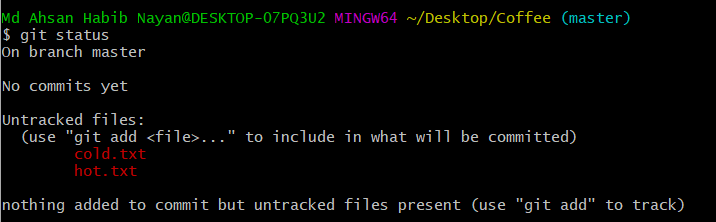 Md Ahsan Habib Nayan@DESKTOP-O7PQ3U2 MINGW64 ~/Desktop/Coffee (master)
$ git status
On branch master
No commits yet
Untracked files:
(use "git add <file>..." to include in what will be committed)
cold.txt
hot.txt
nothing added to commit but untracked files present (use "git add" to track)